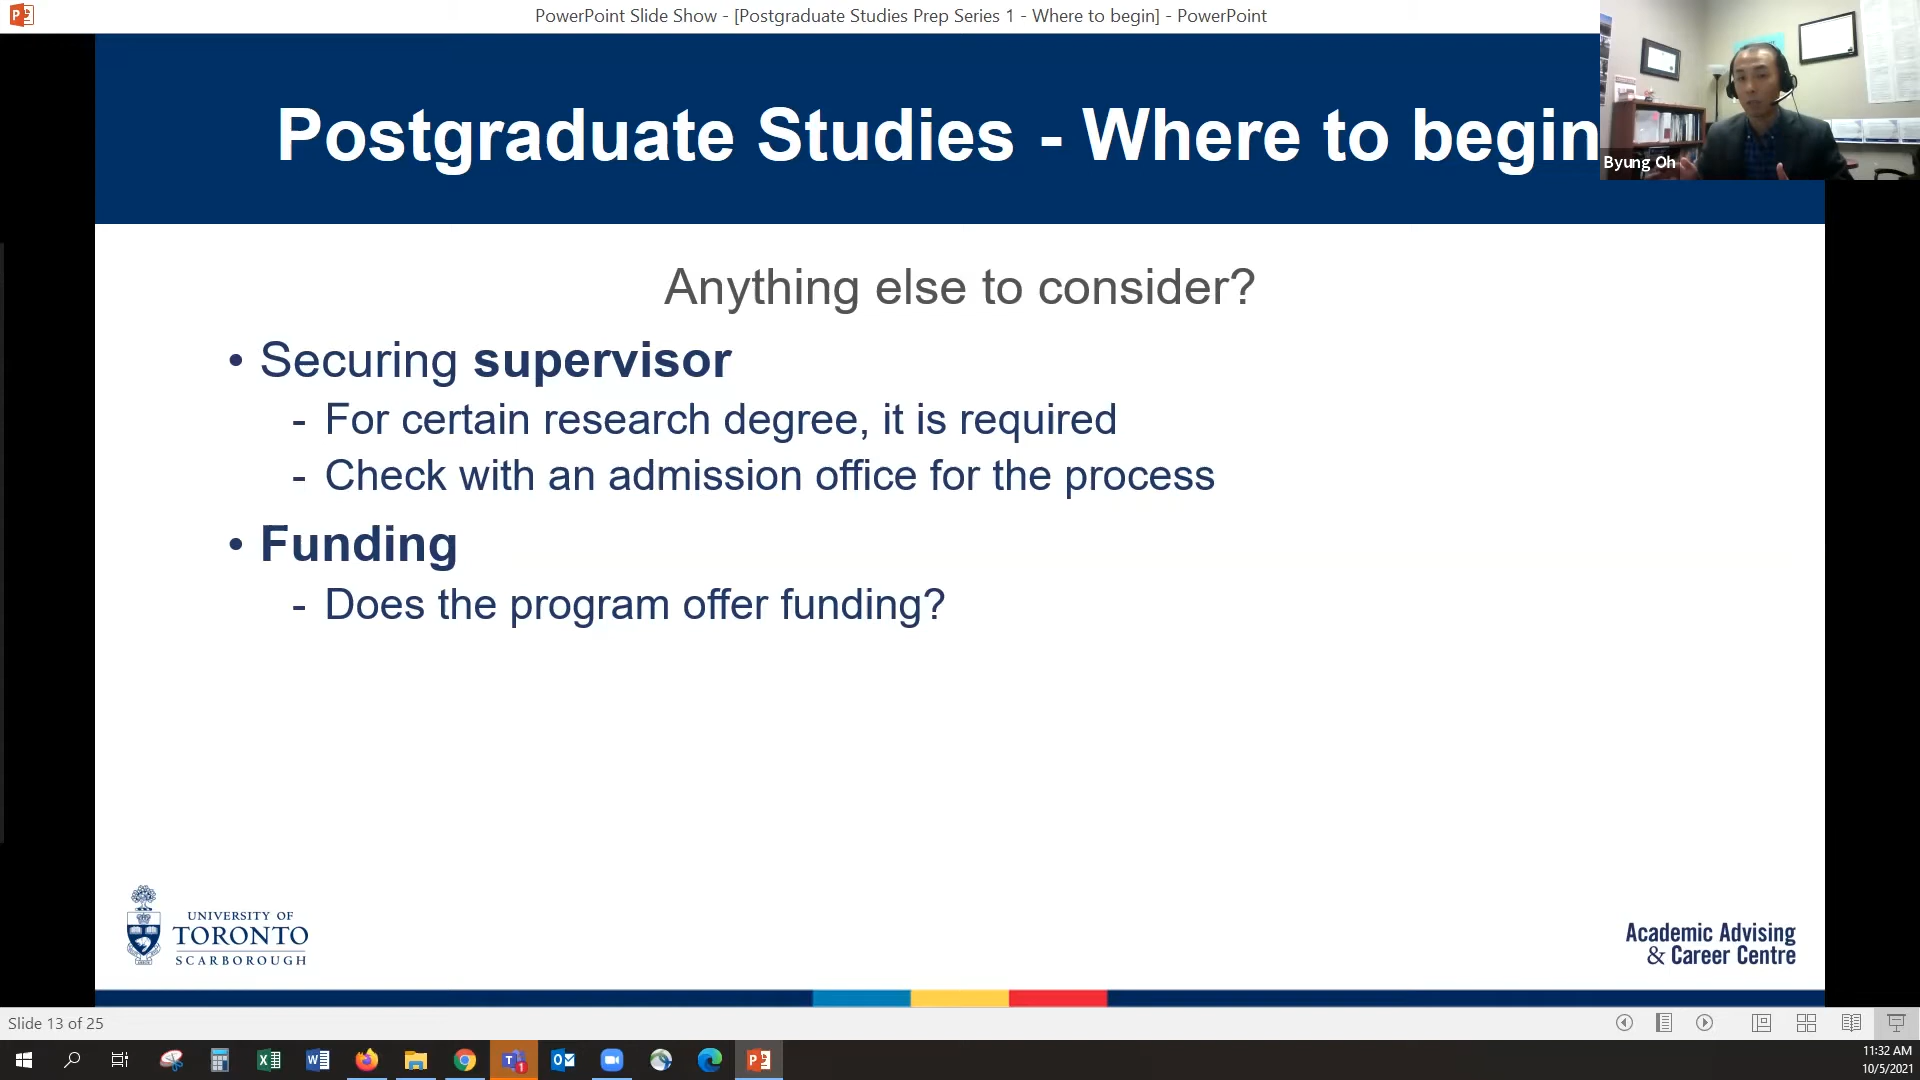 PowerPoint Slide Show - [Postgraduate Studies Prep Series 1 - Where to begin] - PowerPoint
Postgraduate Studies - Where to begin
Byung Oh
Anything else to consider?
• Securing supervisor
- For certain research degree, it is required
- Check with an admission office for the process
• Funding
- Does the program offer funding?
UNIVERSITY OF
TORONTO
SCARBOROUGH
Academic Advising
& Career Centre
Slide 13 of 25
11:32 AM
10/5/2021